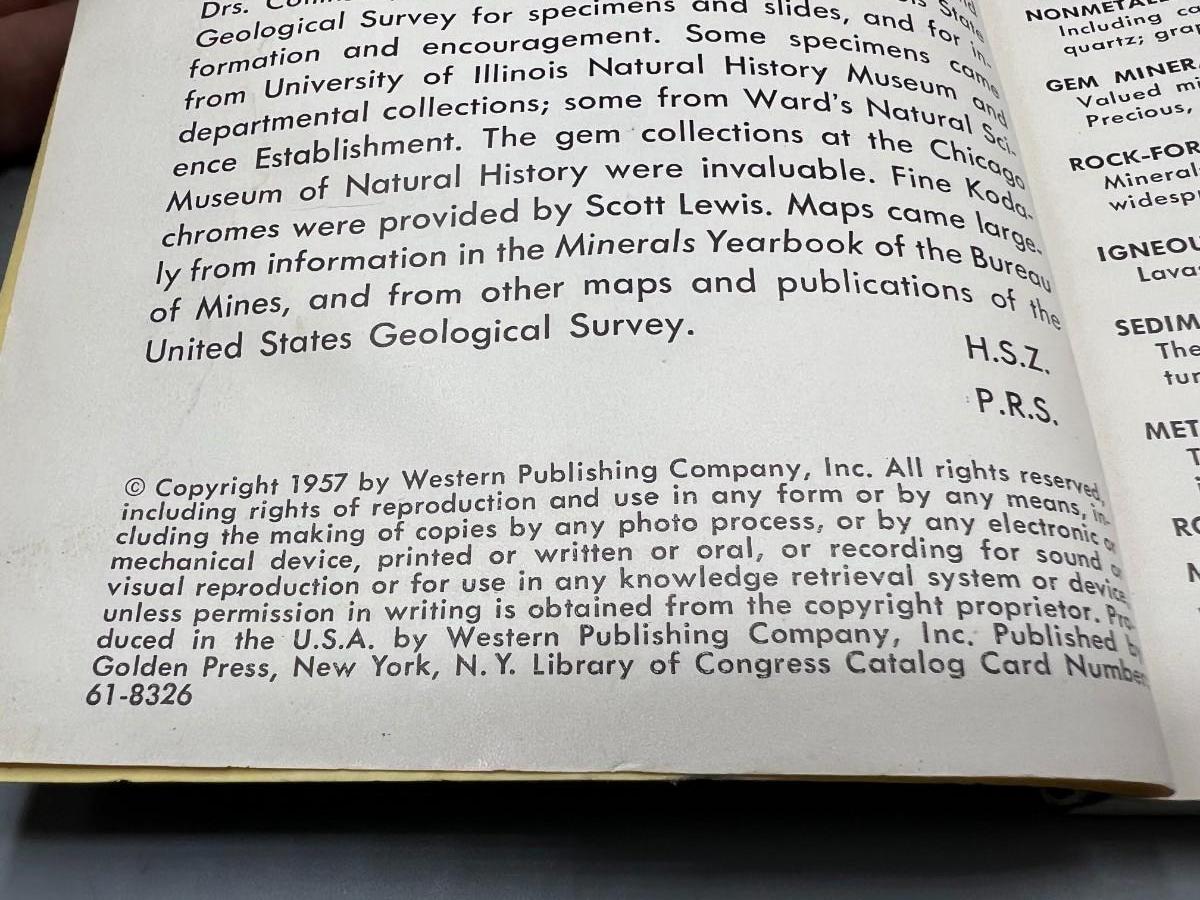 Drs.
Geological Survey for specimens and slides, and for in-
formation and encouragement. Some specimens came
from University of Illinois Natural History Museum and
departmental collections; some from Ward's Natural Sci-
ence Establishment. The gem collections at the Chicago
Museum of Natural History were invaluable. Fine Koda-
chromes were provided by Scott Lewis. Maps came large-
ly from information in the Minerals Yearbook of the Bureau
of Mines, and from other maps and publications of the
United States Geological Survey.
H.S.Z.
P.R.S.
© Copyright 1957 by Western Publishing Company, Inc. All rights reserved,
including rights of reproduction and use in any form or by any means, in-
cluding the making of copies by any photo process, or by any electronic or
mechanical device, printed or written or oral, or recording for sound or
visual reproduction or for use in any knowledge retrieval system or device,
unless permission in writing is obtained from the copyright proprietor. Pro-
duced in the U.S.A. by Western Publishing Company, Inc. Published by
Golden Press, New York, N.Y. Library of Congress Catalog Card Number
61-8326
Including
quartz;
GEM
Valued
Precious,
ROCK-FOR
The